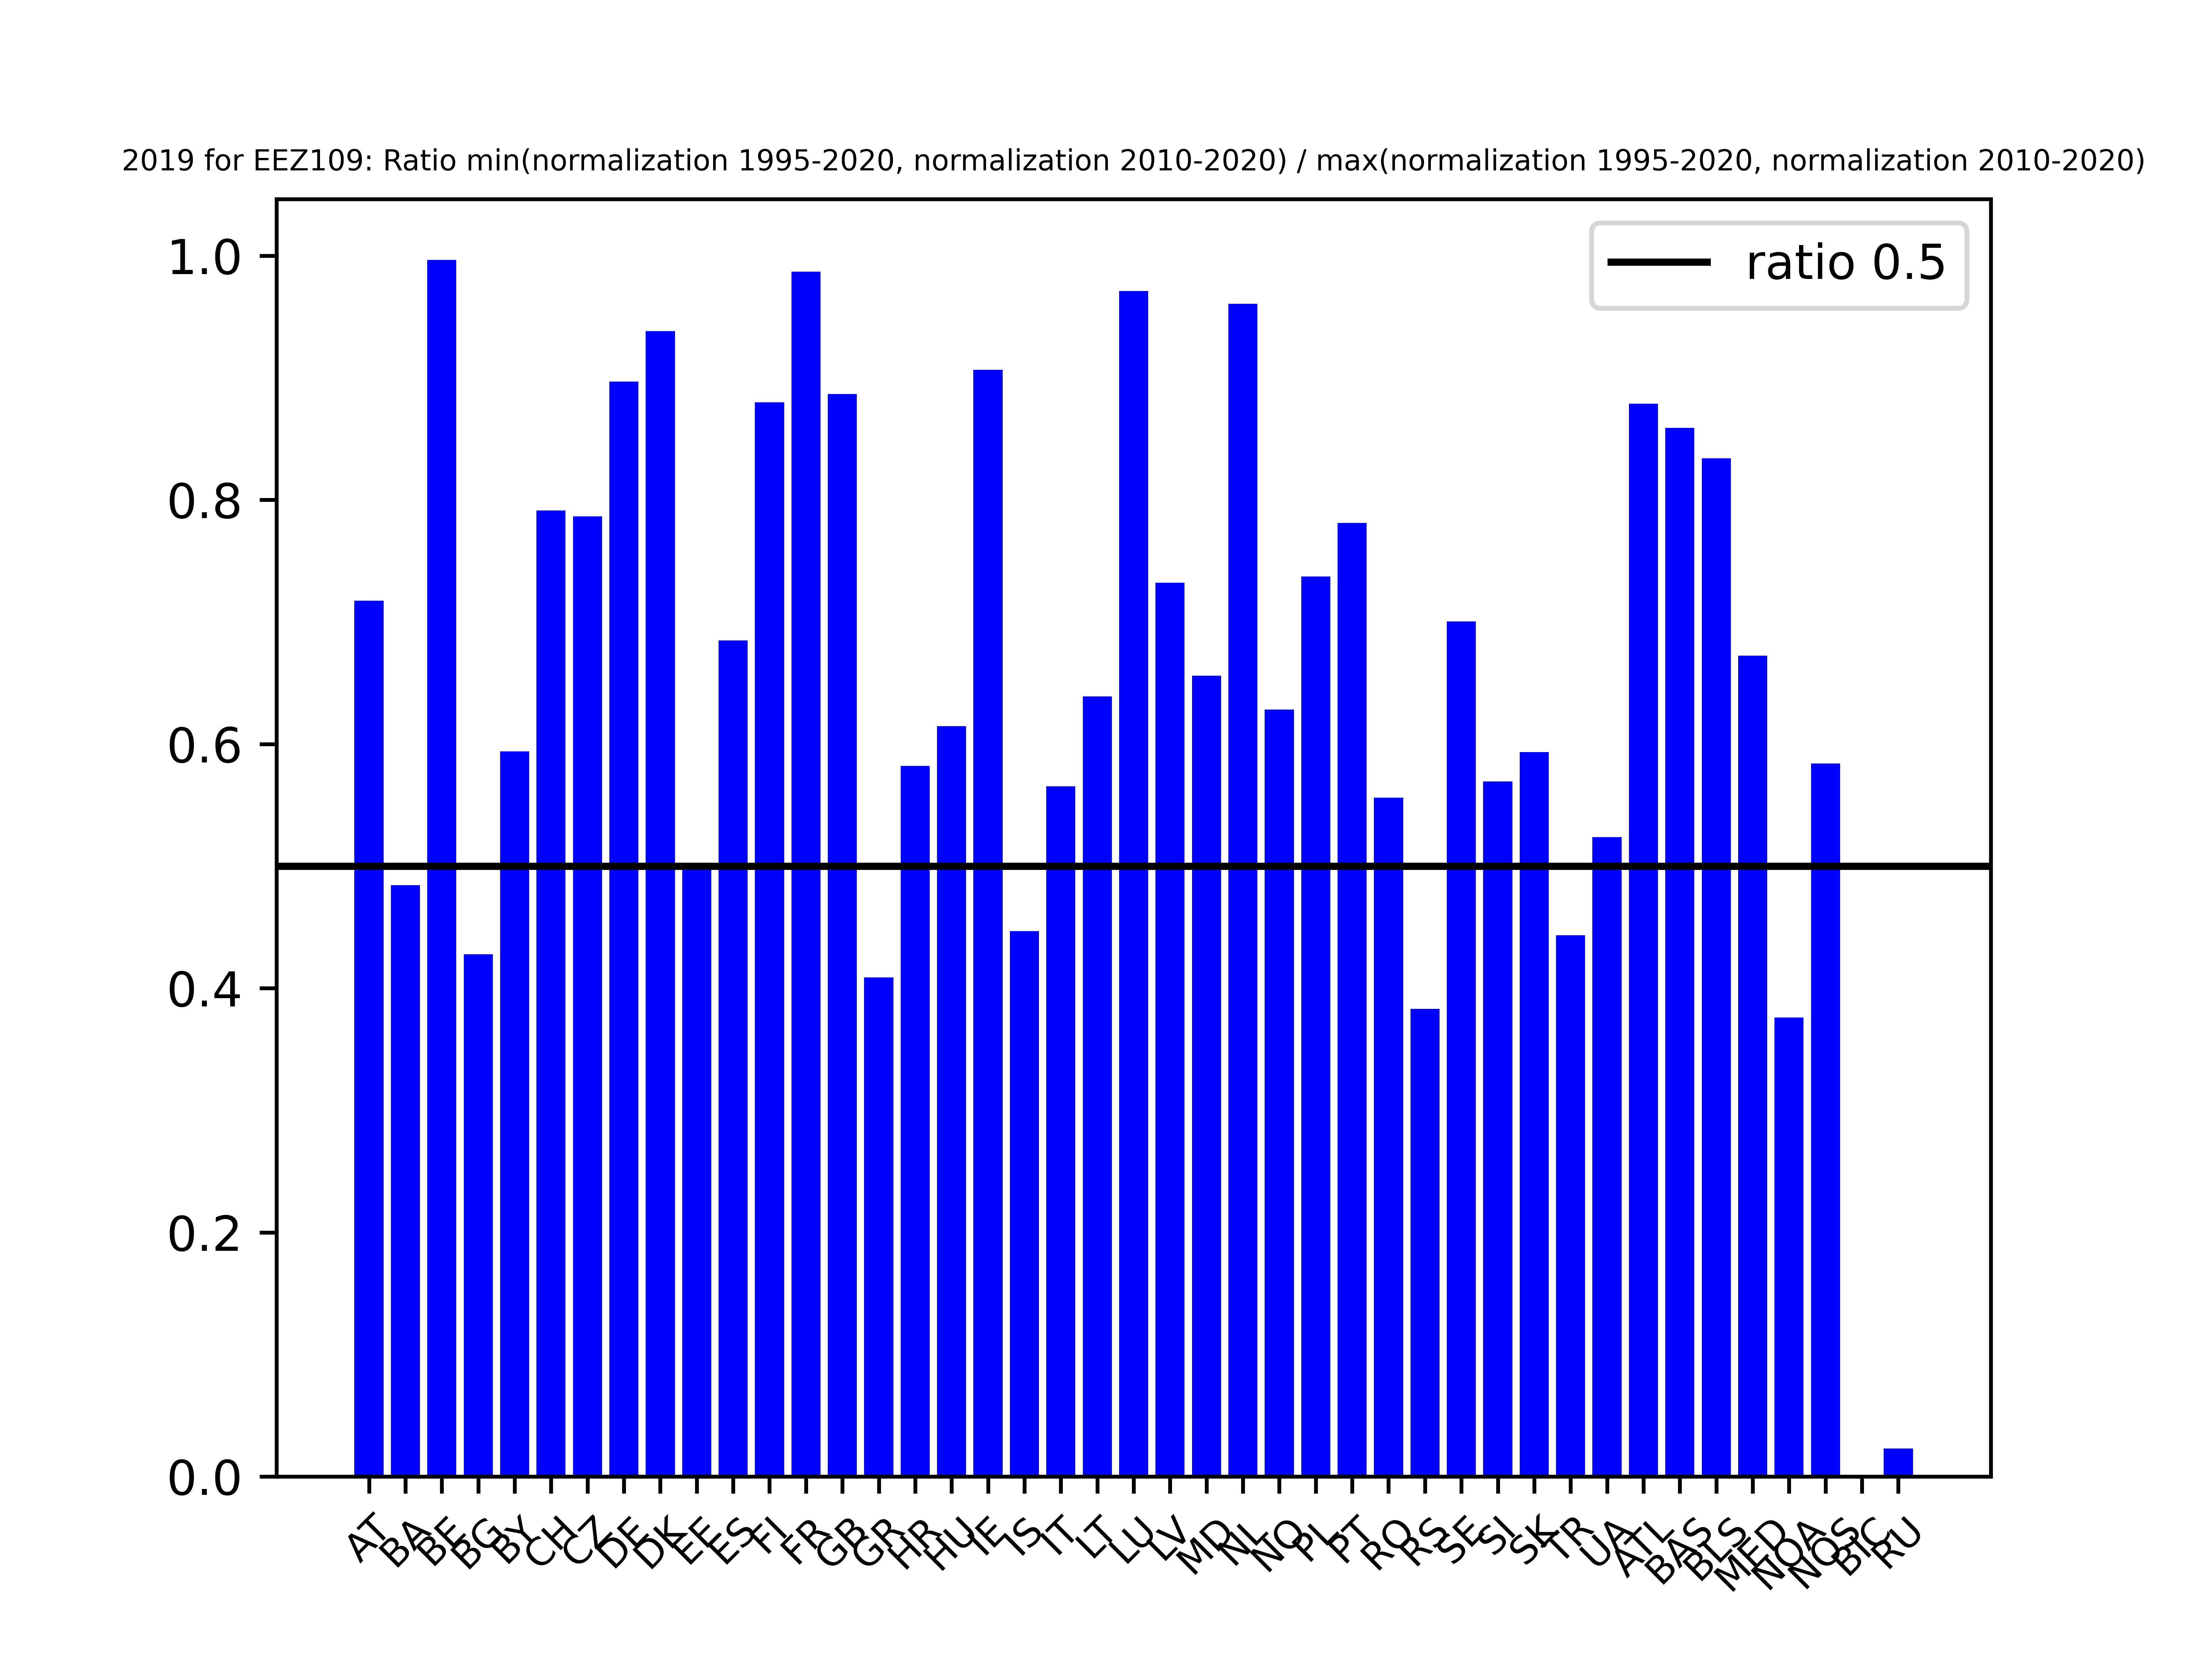 2019 for EEZ109: Ratio min(normalization 1995-2020, normalization 2010-2020) / max(normalization 1995-2020, normalization 2010-2020)
ratio 0.5
1.0
0.8
0.6
0.4
0.2
0.0
AT BA BE BG BY CH CZ DE DK EE ES FI FR GB GR HR HU IE IS IT LT LU LV MD NL NO PL PT RO RS SE SI SK TR UA ATL BAS BTS MED NOA NOS BIC RU